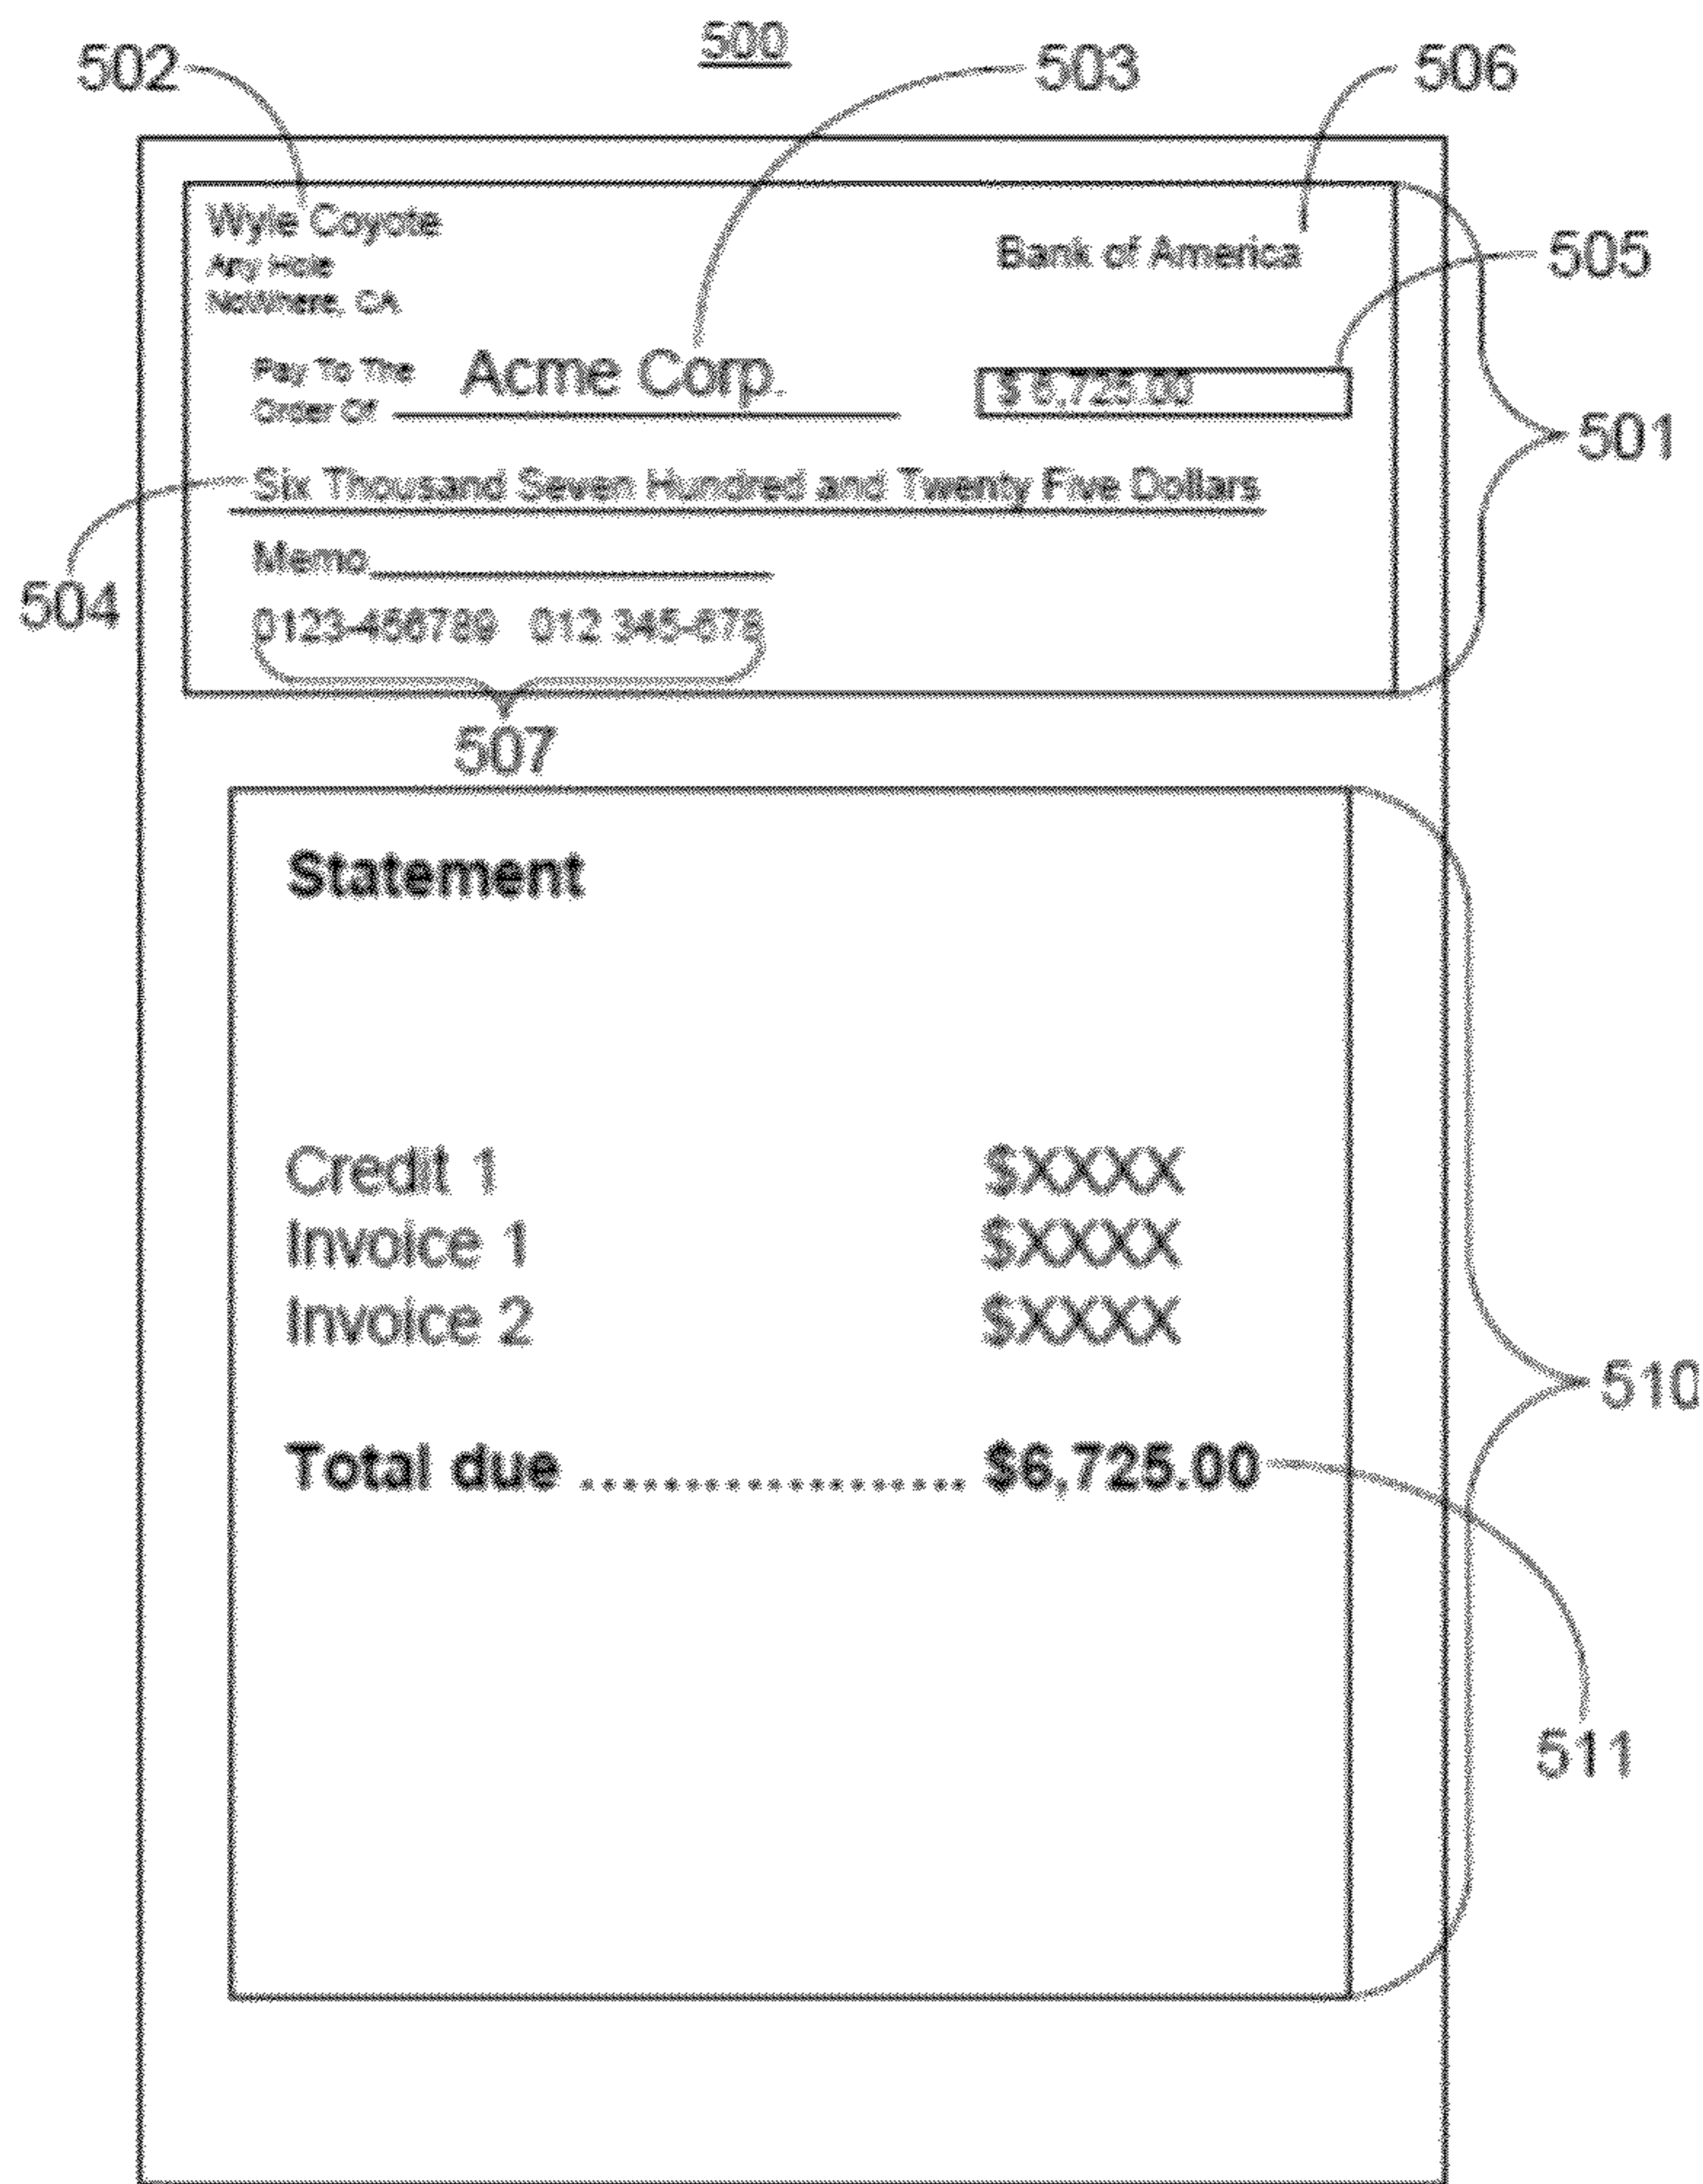 500
502
503
506
Wyle Coyote
Bank of America
505
Any Hole
NoWhere, CA
Pay To The
Order Of
Acme Corp.
$ 6,725.00
501
Six Thousand Seven Hundred and Twenty Five Dollars
504
Memo
0123-456789 012 345-678
507
Statement
Credit 1 $XXXX
Invoice 1 $XXXX
Invoice 2 $XXXX
510
Total due .................. $6,725.00
511